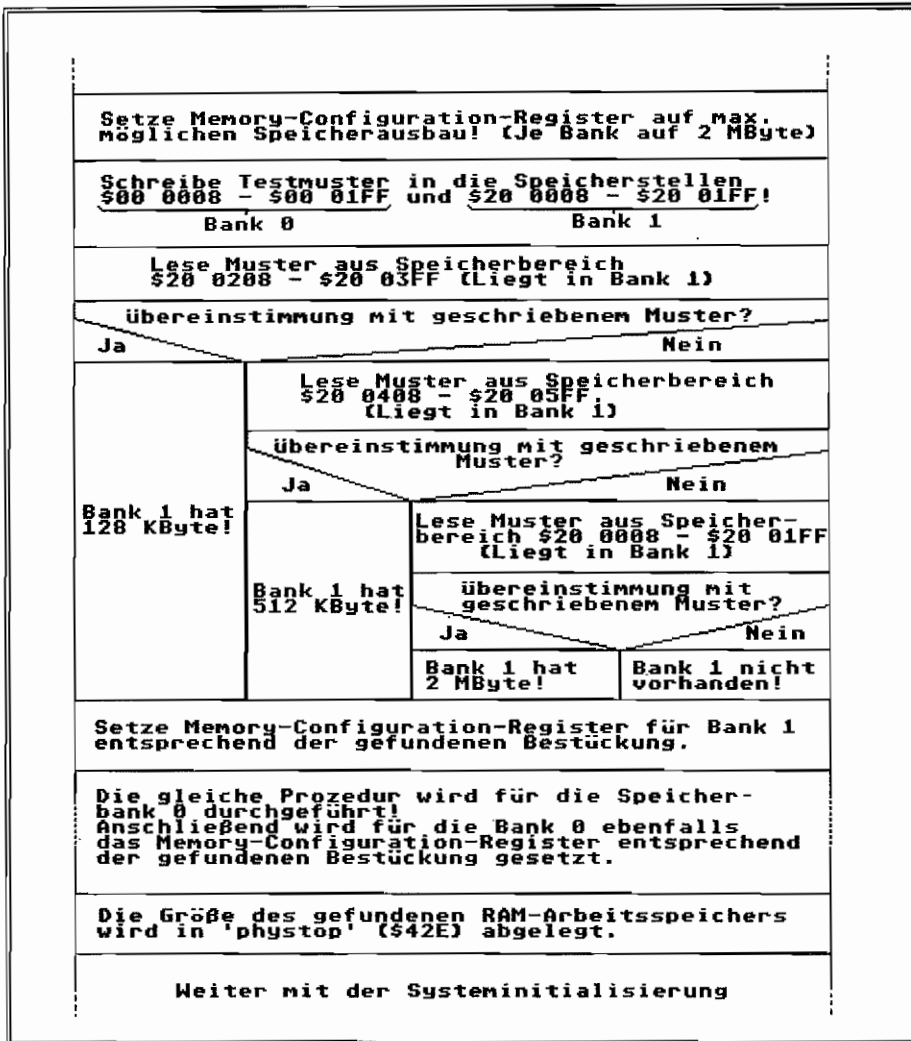 Setze Memory-Configuration-Register auf max.
möglichen Speicherausbau! (Je Bank auf 2 MByte)
Schreibe Testmuster in die Speicherstellen
$00 0008 - $00 01FF und $20 0008 - $20 01FF!
Bank 0 Bank 1
Lese Muster aus Speicherbereich
$20 0208 - $20 03FF (Liegt in Bank 1)
übereinstimmung mit geschriebenem Muster?
Ja Nein
Lese Muster aus Speicherbereich
$20 0408 - $20 05FF.
(Liegt in Bank 1)
übereinstimmung mit geschriebenem
Muster?
Ja Nein
Bank 1 hat
128 KByte!
Lese Muster aus Speicher-
bereich $20 0008 - $20 01FF
(Liegt in Bank 1)
Bank 1 hat
512 KByte!
übereinstimmung mit
geschriebenem Muster?
Ja Nein
Bank 1 hat
2 MByte!
Bank 1 nicht
vorhanden!
Setze Memory-Configuration-Register für Bank 1
entsprechend der gefundenen Bestückung.
Die gleiche Prozedur wird für die Speicher-
bank 0 durchgeführt!
Anschließend wird für die Bank 0 ebenfalls
das Memory-Configuration-Register entsprechend
der gefundenen Bestückung gesetzt.
Die Größe des gefundenen RAM-Arbeitsspeichers
wird in 'phystop' ($42E) abgelegt.
Weiter mit der Systeminitialisierung